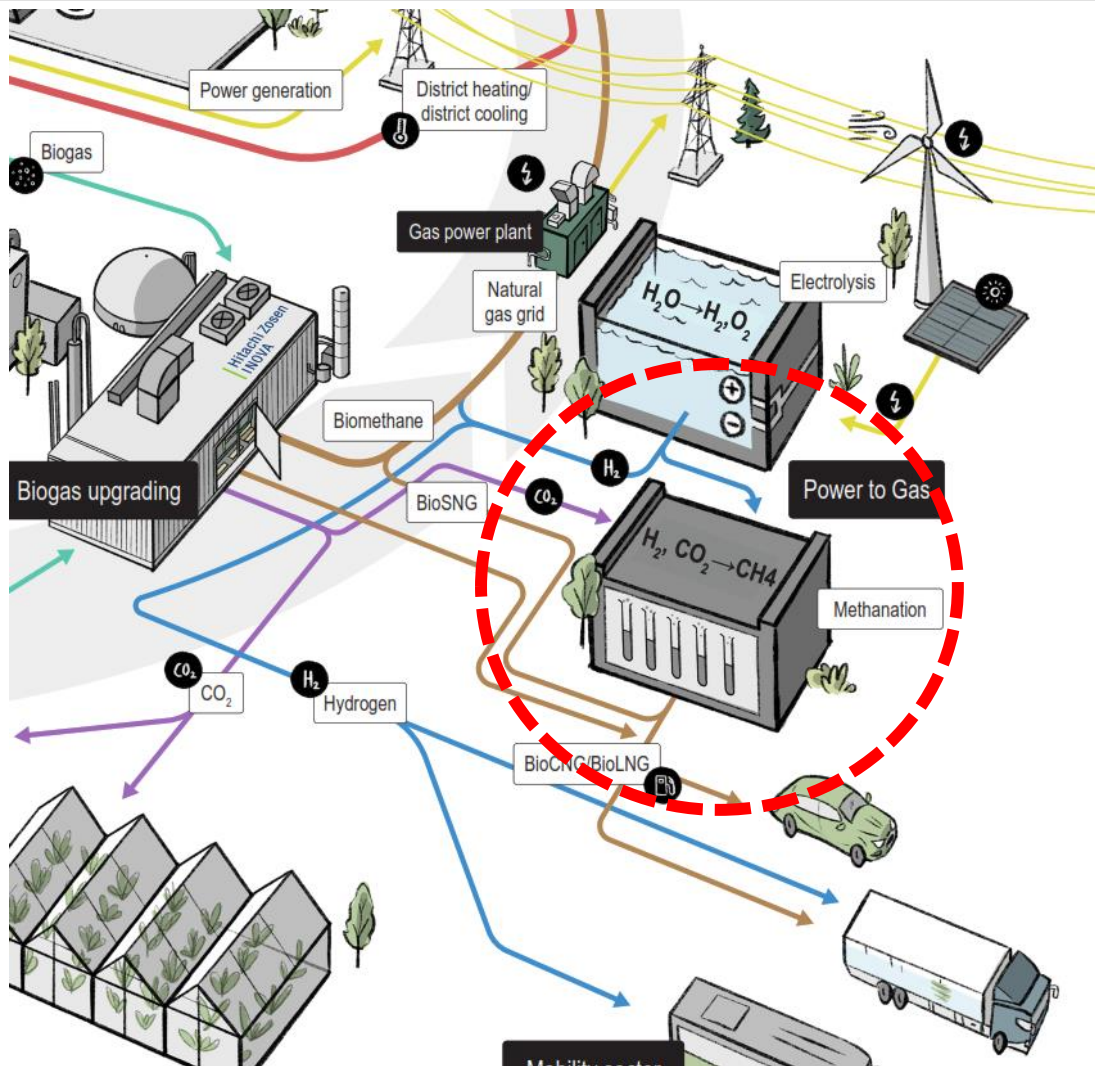 Power generation
District heating/
district cooling
Biogas
Gas power plant
Natural
gas grid
Electrolysis
H₂O→H₂,O₂
Hitachi Zosen
INOVA
+
−
Biomethane
H₂
Biogas upgrading
BioSNG
CO₂
Power to Gas
H₂, CO₂→CH4
Methanation
CO₂
CO₂
H₂
Hydrogen
BioCNG/BioLNG
Mobility sector